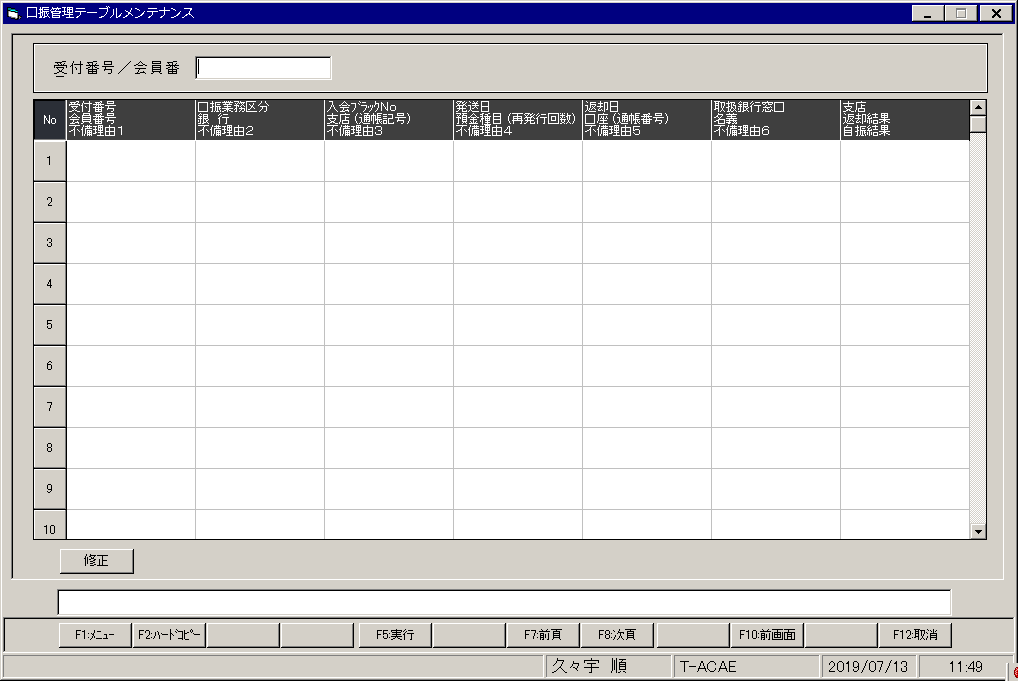 口振管理テーブルメンテナンス
受付番号／会員番
No
受付番号
会員番号
不備理由1
口振業務区分
銀　行
不備理由2
入会ﾌﾞﾗｯｸNo
支店（通帳記号）
不備理由3
発送日
預金種目（再発行回数）
不備理由4
返却日
口座（通帳番号）
不備理由5
取扱銀行窓口
名義
不備理由6
支店
返却結果
自振結果
1
2
3
4
5
6
7
8
9
10
修正
F1:ﾒﾆｭｰ
F2:ﾊｰﾄﾞｺﾋﾟｰ
F5:実行
F7:前頁
F8:次頁
F10:前画面
F12:取消
久々宇　順
T-ACAE
2019/07/13
11:49